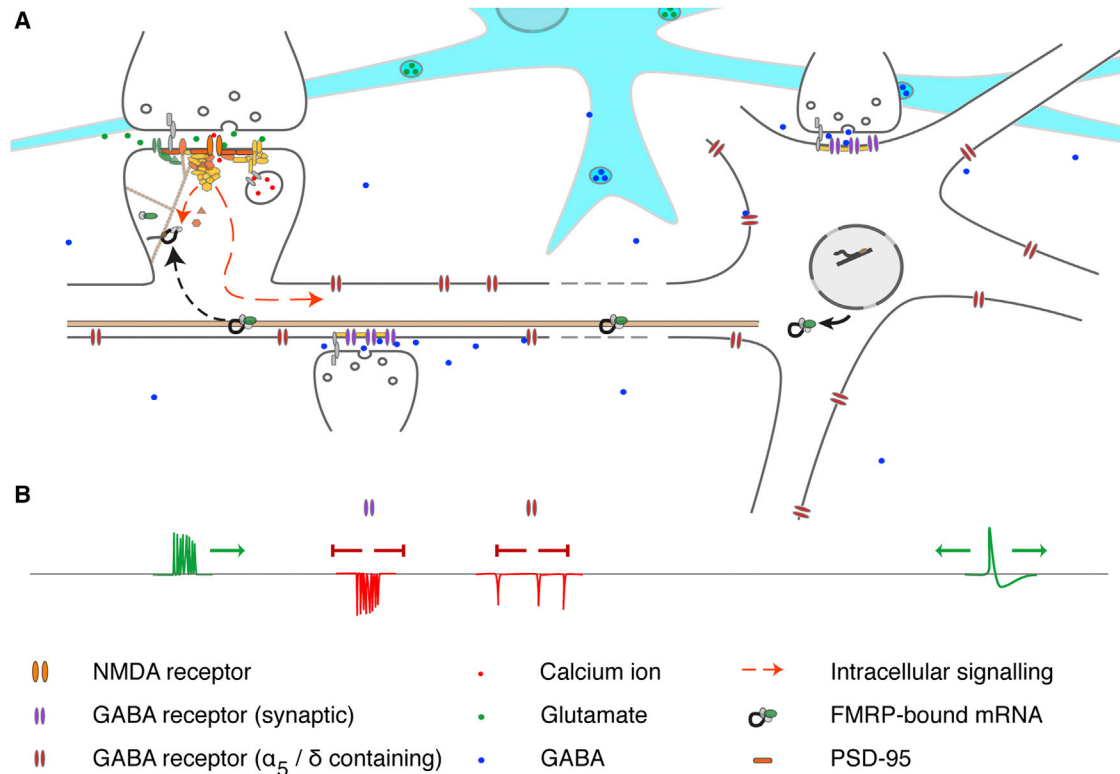 A
B
NMDA receptor
Calcium ion
Intracellular signalling
GABA receptor (synaptic)
Glutamate
FMRP-bound mRNA
GABA receptor (α5 / δ containing)
GABA
PSD-95